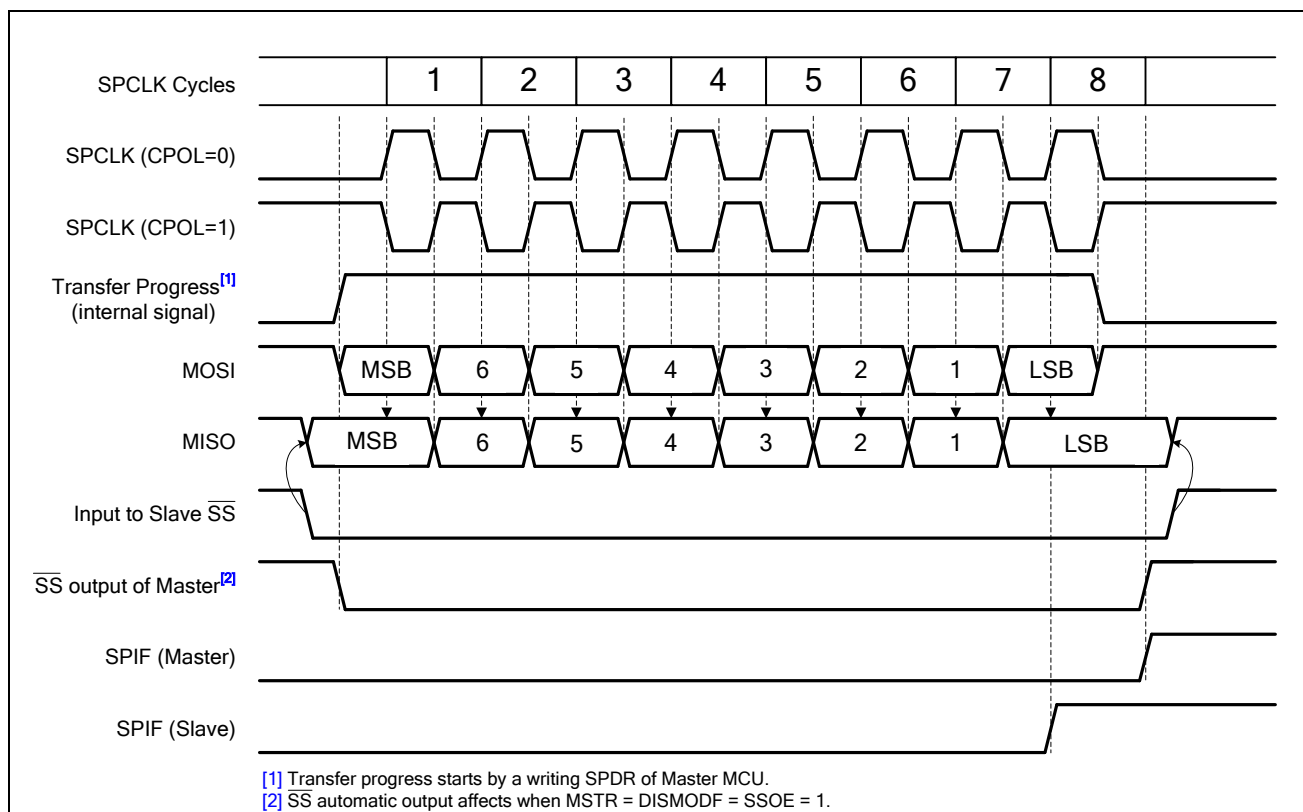 SPCLK Cycles 1 2 3 4 5 6 7 8
SPCLK (CPOL=0)
SPCLK (CPOL=1)
Transfer Progress[1]
(internal signal)
MOSI MSB 6 5 4 3 2 1 LSB
MISO MSB 6 5 4 3 2 1 LSB
Input to Slave S̅S̅
S̅S̅ output of Master[2]
SPIF (Master)
SPIF (Slave)
[1] Transfer progress starts by a writing SPDR of Master MCU.
[2] S̅S̅ automatic output affects when MSTR = DISMODF = SSOE = 1.